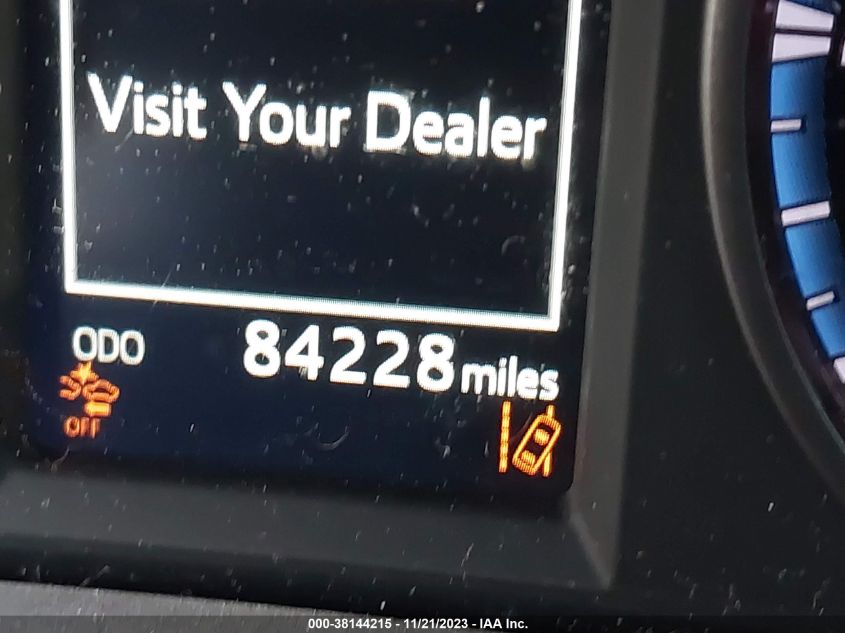 Visit Your Dealer
ODO 84228 miles
OFF
000-38144215 - 11/21/2023 - IAA Inc.